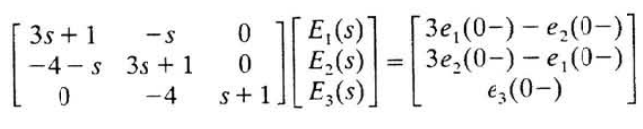 3s + 1 -s 0 E₁(s) 3e₁(0-) - e₂(0-)
-4 - s 3s + 1 0 E₂(s) = 3e₂(0-) - e₁(0-)
0 -4 s + 1 E₃(s) e₃(0-)